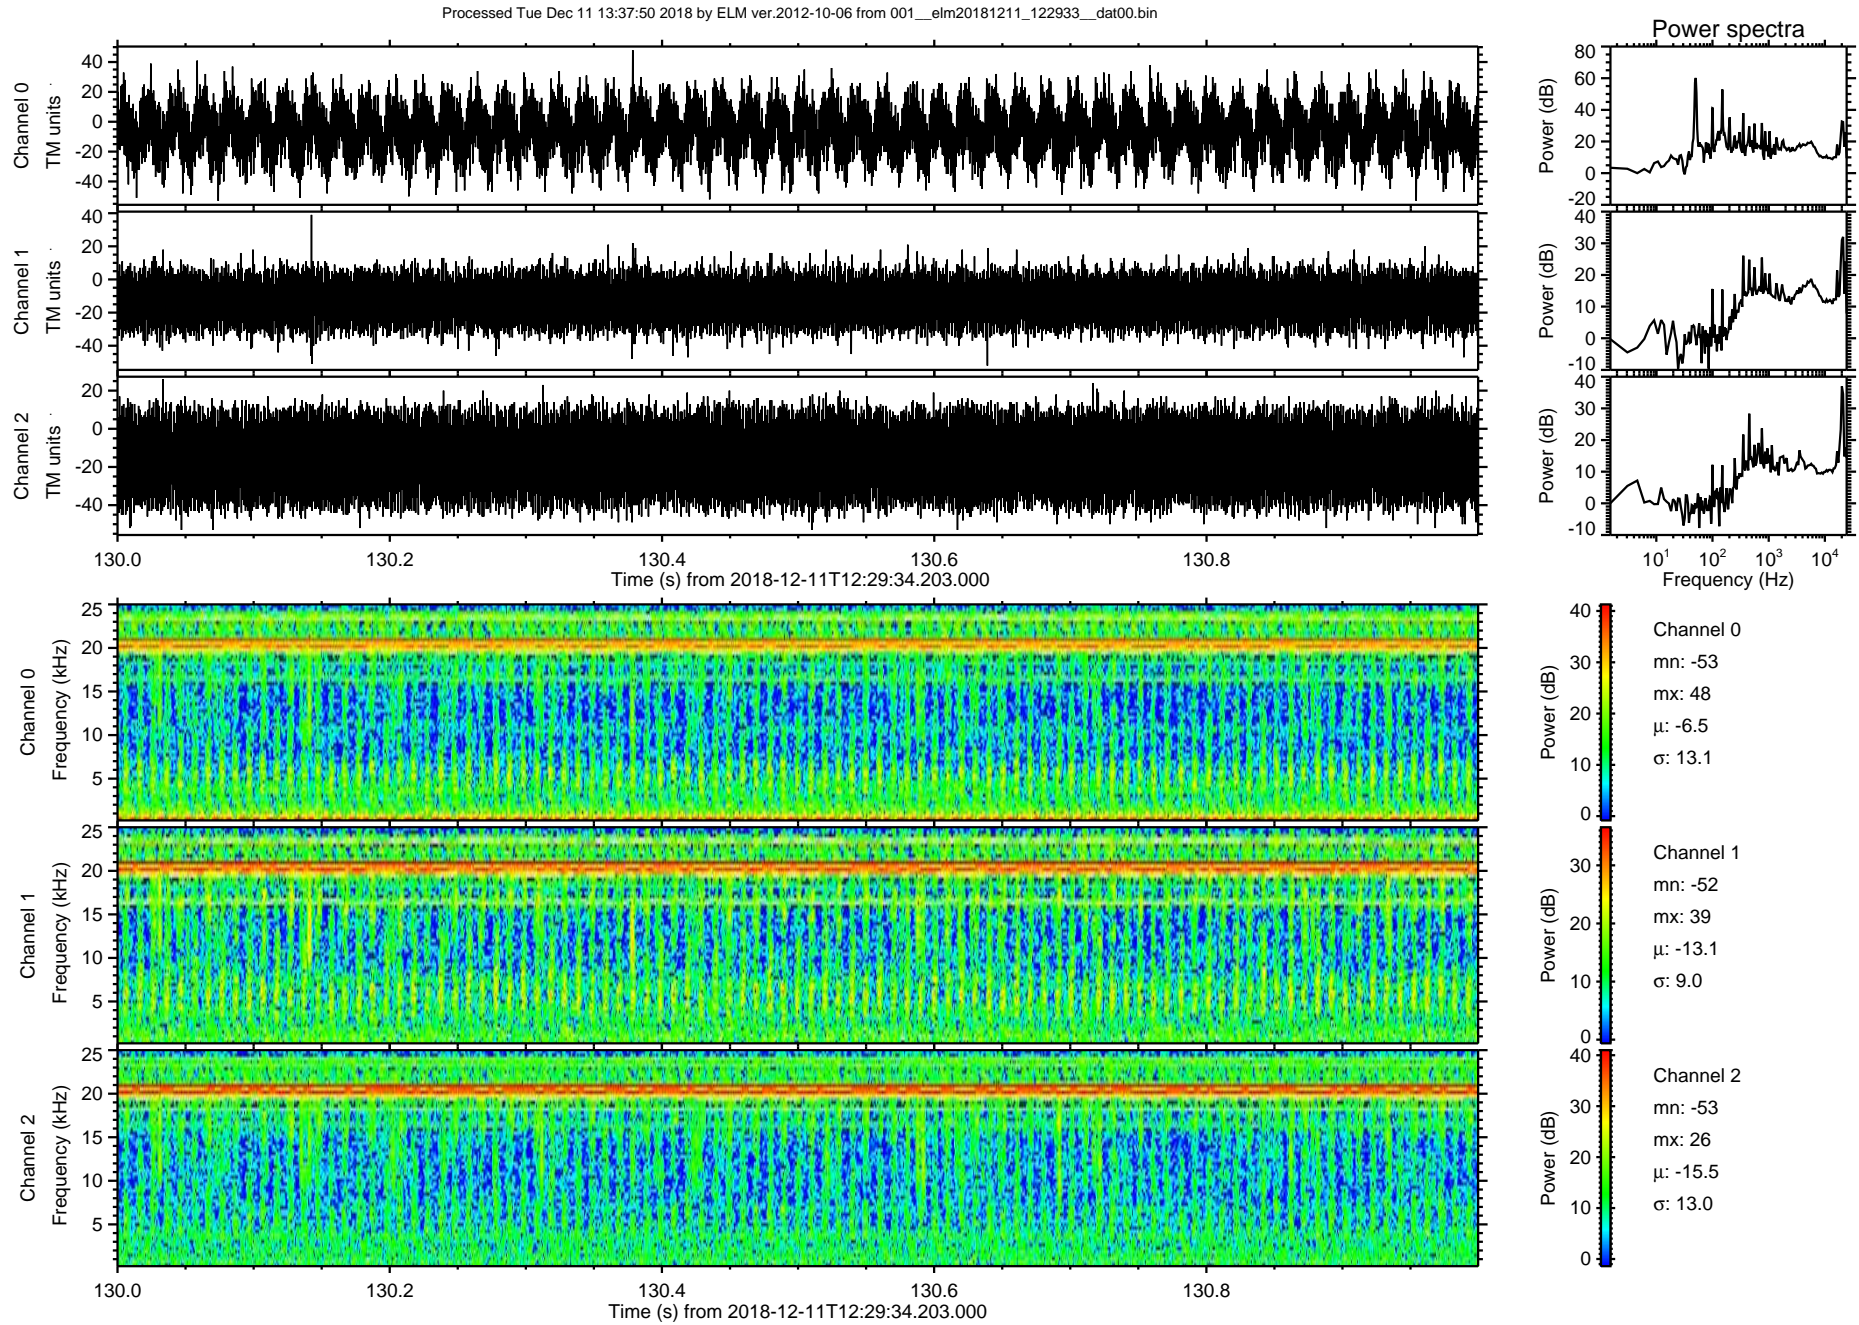 Processed Tue Dec 11 13:37:50 2018 by ELM ver.2012-10-06 from 001__elm20181211_122933__dat00.bin
Power spectra
Channel 0
TM units
40
20
0
-20
-40
Power (dB)
80
60
40
20
0
-20
Channel 1
TM units
40
20
0
-20
-40
Power (dB)
40
30
20
10
0
-10
Channel 2
TM units
20
0
-20
-40
Power (dB)
40
30
20
10
0
-10
130.0 130.2 130.4 130.6 130.8
Time (s) from 2018-12-11T12:29:34.203.000
10¹ 10² 10³ 10⁴
Frequency (Hz)
Channel 0
Frequency (kHz)
25
20
15
10
5
Power (dB)
40
30
20
10
0
Channel 0
mn: -53
mx: 48
μ: -6.5
σ: 13.1
Channel 1
Frequency (kHz)
25
20
15
10
5
Power (dB)
30
20
10
0
Channel 1
mn: -52
mx: 39
μ: -13.1
σ: 9.0
Channel 2
Frequency (kHz)
25
20
15
10
5
Power (dB)
40
30
20
10
0
Channel 2
mn: -53
mx: 26
μ: -15.5
σ: 13.0
130.0 130.2 130.4 130.6 130.8
Time (s) from 2018-12-11T12:29:34.203.000